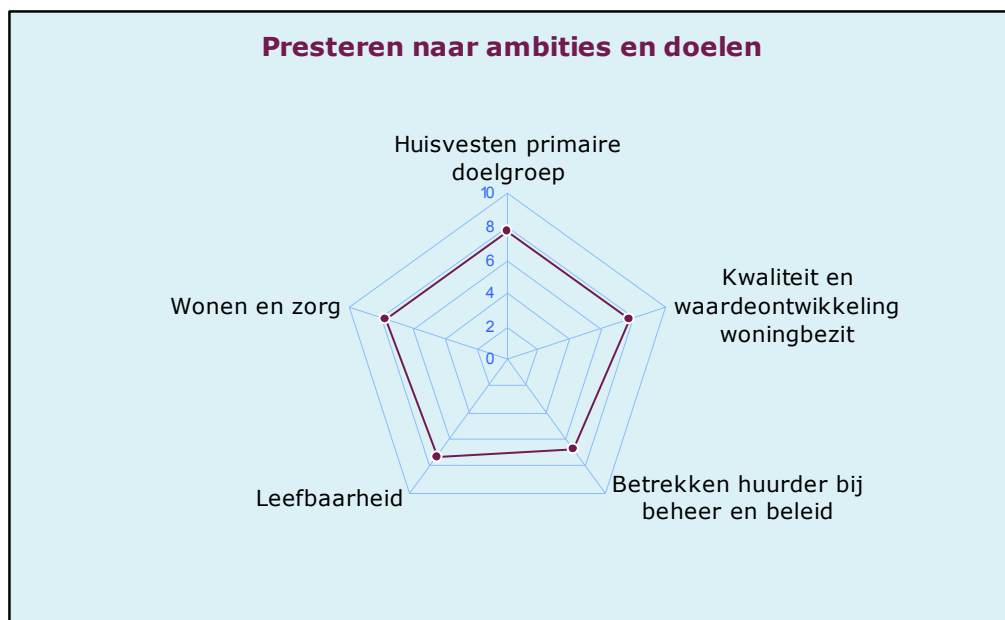 Presteren naar ambities en doelen
Huisvesten primaire
doelgroep
10
8
6
4
2
0
Kwaliteit en
waardeontwikkeling
woningbezit
Wonen en zorg
Leefbaarheid
Betrekken huurder bij
beheer en beleid